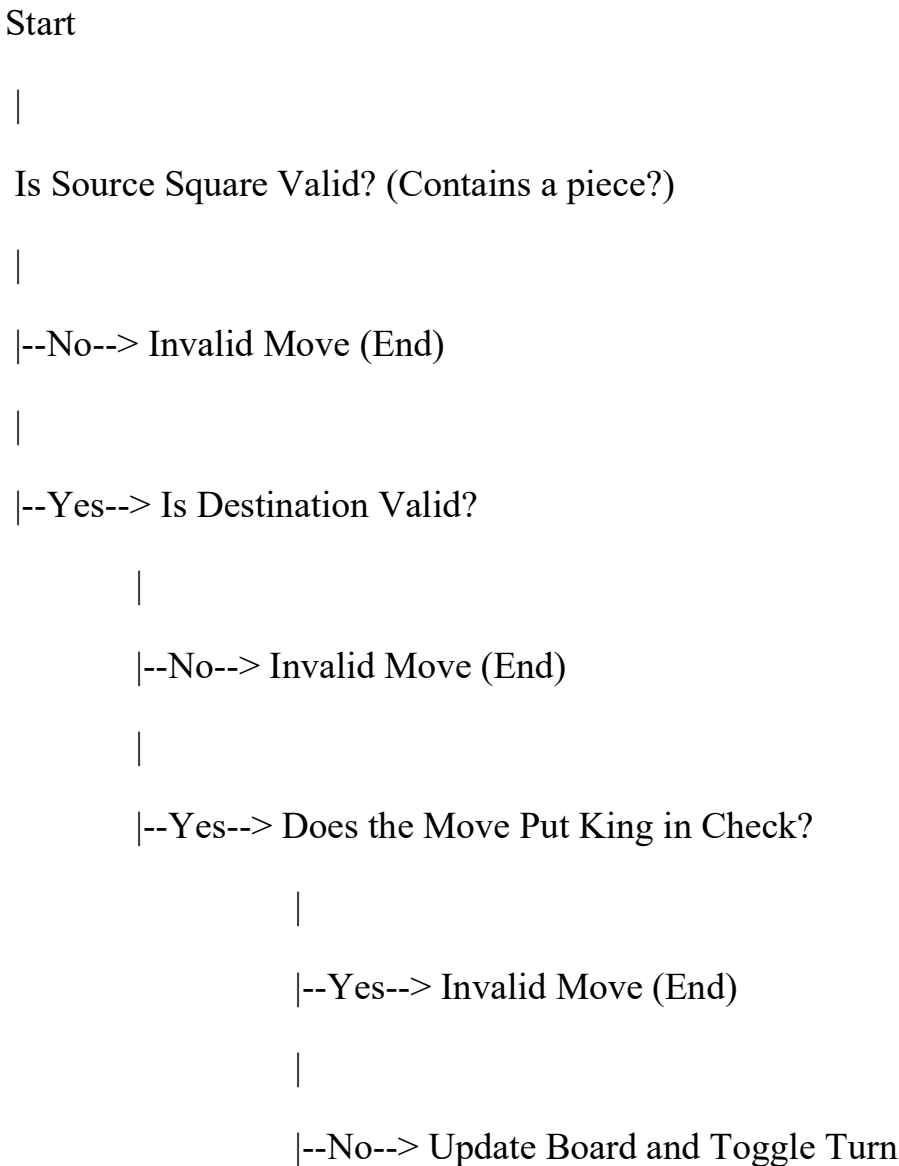 Start
|
Is Source Square Valid? (Contains a piece?)
|
|--No--> Invalid Move (End)
|
|--Yes--> Is Destination Valid?
|
|--No--> Invalid Move (End)
|
|--Yes--> Does the Move Put King in Check?
|
|--Yes--> Invalid Move (End)
|
|--No--> Update Board and Toggle Turn